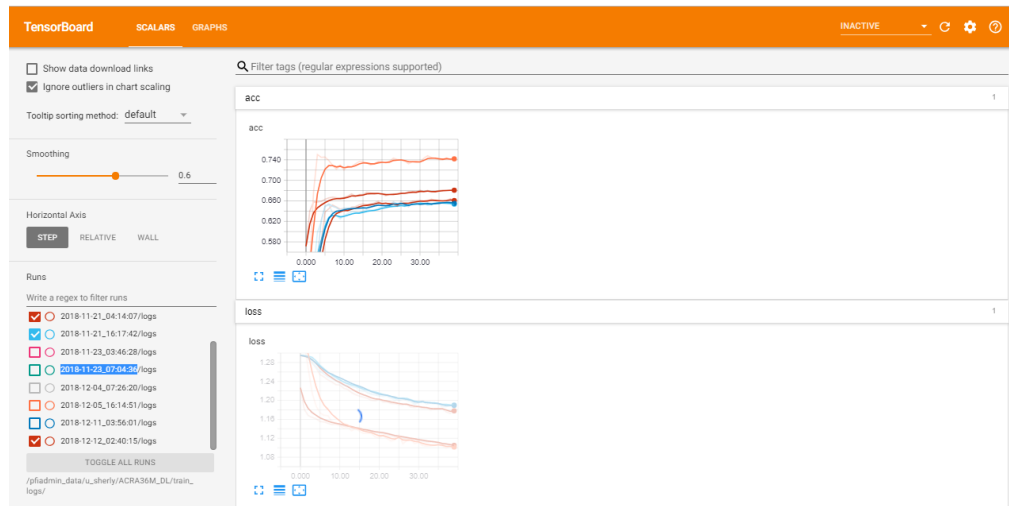 TensorBoard SCALARS GRAPHS INACTIVE
Show data download links
Ignore outliers in chart scaling
Tooltip sorting method: default
Smoothing
0.6
Horizontal Axis
STEP RELATIVE WALL
Runs
Write a regex to filter runs
2018-11-21_04:14:07/logs
2018-11-21_16:17:42/logs
2018-11-23_03:46:28/logs
2018-11-23_07:04:36/logs
2018-12-04_07:26:20/logs
2018-12-05_16:14:51/logs
2018-12-11_03:56:01/logs
2018-12-12_02:40:15/logs
TOGGLE ALL RUNS
/pfiadmin_data/u_sherly/ACRA36M_DL/train_
logs/
Filter tags (regular expressions supported)
acc 1
acc
0.740
0.700
0.660
0.620
0.580
0.000 10.00 20.00 30.00
loss 1
loss
1.28
1.24
1.20
1.16
1.12
1.08
0.000 10.00 20.00 30.00